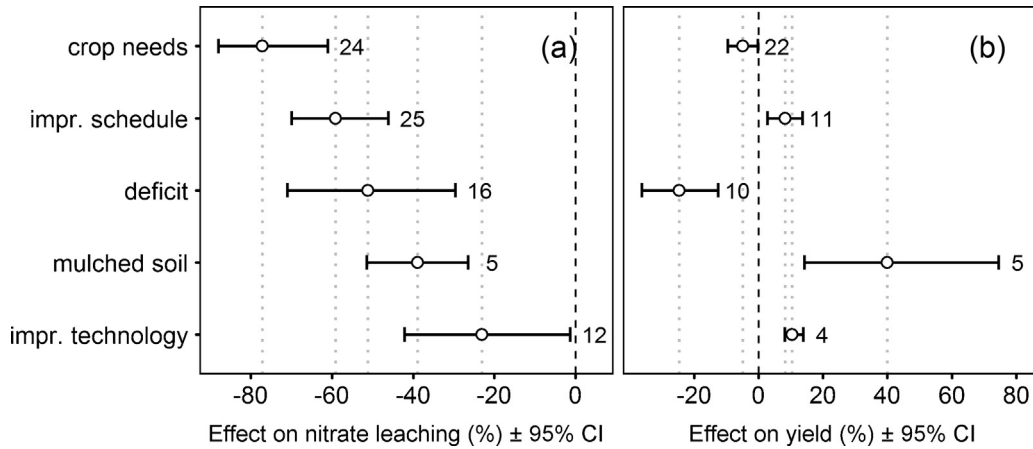 crop needs
24
(a)
22
(b)
impr. schedule
25
11
deficit
16
10
mulched soil
5
5
impr. technology
12
4
-80 -60 -40 -20 0
-20 0 20 40 60 80
Effect on nitrate leaching (%) ± 95% CI
Effect on yield (%) ± 95% CI